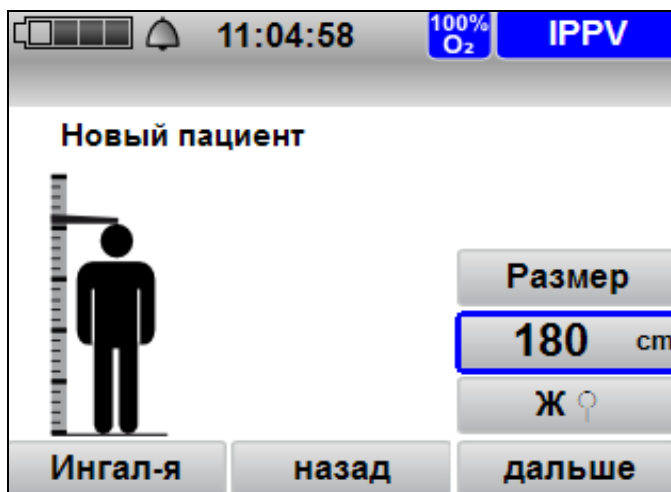 11:04:58 100% O₂ IPPV
Новый пациент
Размер
180 cm
Ж
Ингал-я назад дальше